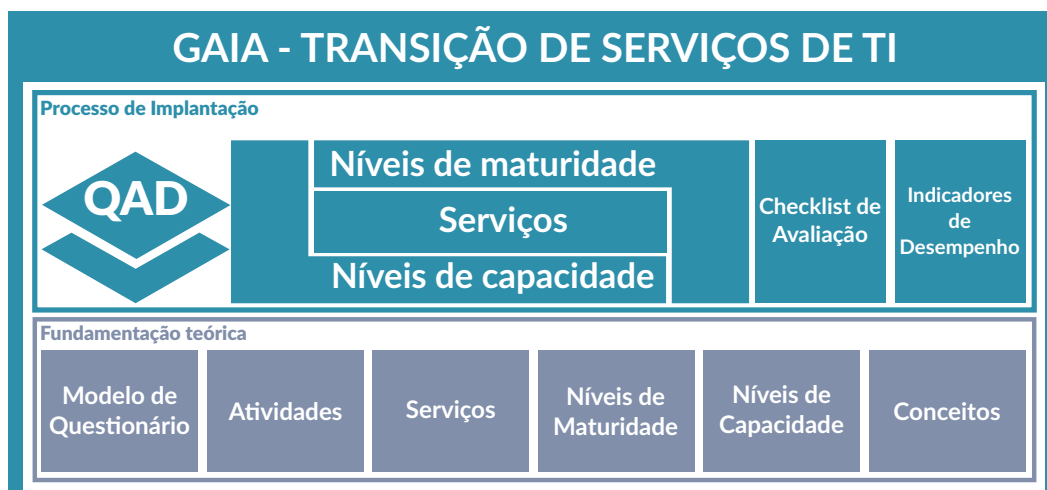 GAIA - TRANSIÇÃO DE SERVIÇOS DE TI
Processo de Implantação
QAD
Níveis de maturidade
Serviços
Níveis de capacidade
Checklist de
Avaliação
Indicadores
de
Desempenho
Fundamentação teórica
Modelo de
Questionário
Atividades
Serviços
Níveis de
Maturidade
Níveis de
Capacidade
Conceitos